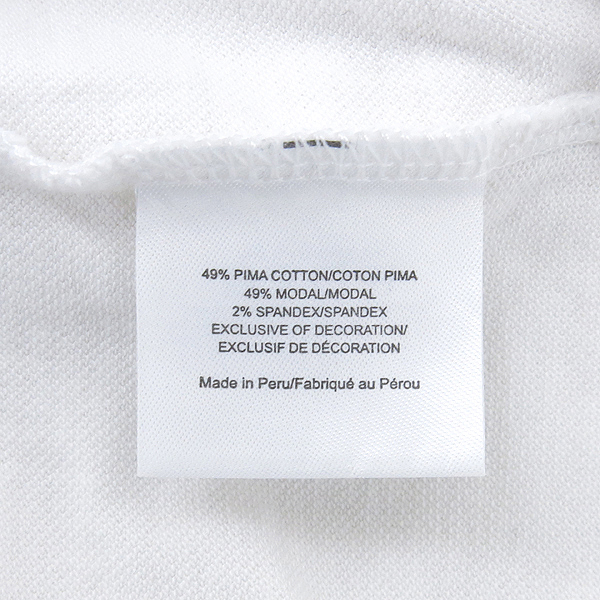 49% PIMA COTTON/COTON PIMA
49% MODAL/MODAL
2% SPANDEX/SPANDEX
EXCLUSIVE OF DECORATION/
EXCLUSIF DE DÉCORATION
Made in Peru/Fabriqué au Pérou